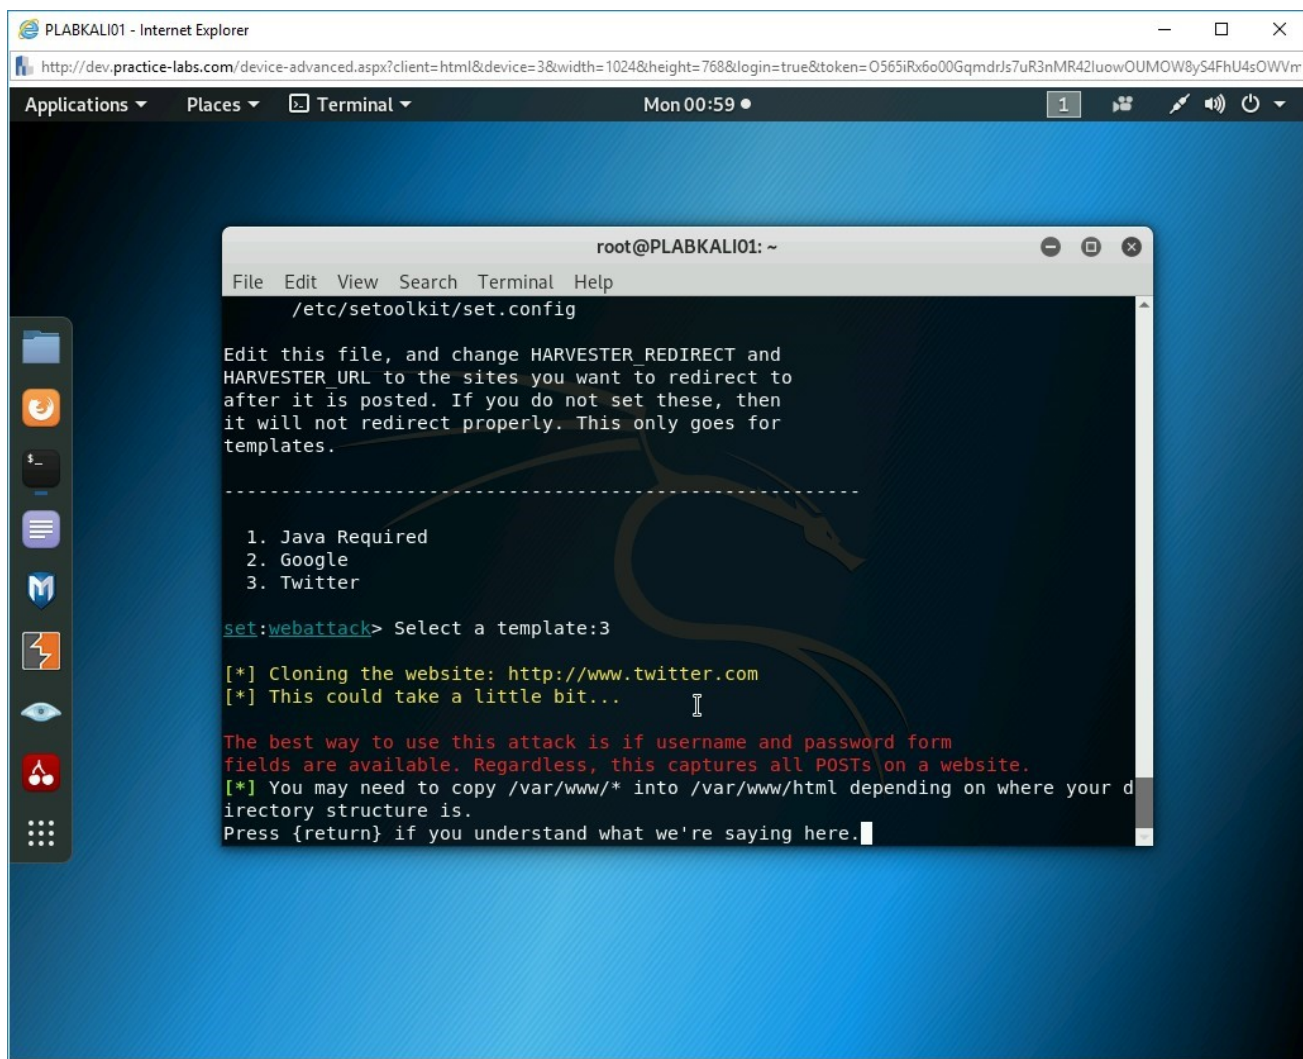 PLABKALI01 - Internet Explorer
http://dev.practice-labs.com/device-advanced.aspx?client=html&device=3&width=1024&height=768&login=true&token=O565iRx6o00GqmdrJs7uR3nMR42IuowOUMOW8yS4FhU4sOWVm
Applications Places Terminal Mon 00:59 1
root@PLABKALI01: ~
File Edit View Search Terminal Help
/etc/setoolkit/set.config
Edit this file, and change HARVESTER_REDIRECT and
HARVESTER_URL to the sites you want to redirect to
after it is posted. If you do not set these, then
it will not redirect properly. This only goes for
templates.
--------------------------------------------------------
1. Java Required
2. Google
3. Twitter
set:webattack> Select a template:3
[*] Cloning the website: http://www.twitter.com
[*] This could take a little bit...
The best way to use this attack is if username and password form
fields are available. Regardless, this captures all POSTs on a website.
[*] You may need to copy /var/www/* into /var/www/html depending on where your d
irectory structure is.
Press {return} if you understand what we're saying here.
$_